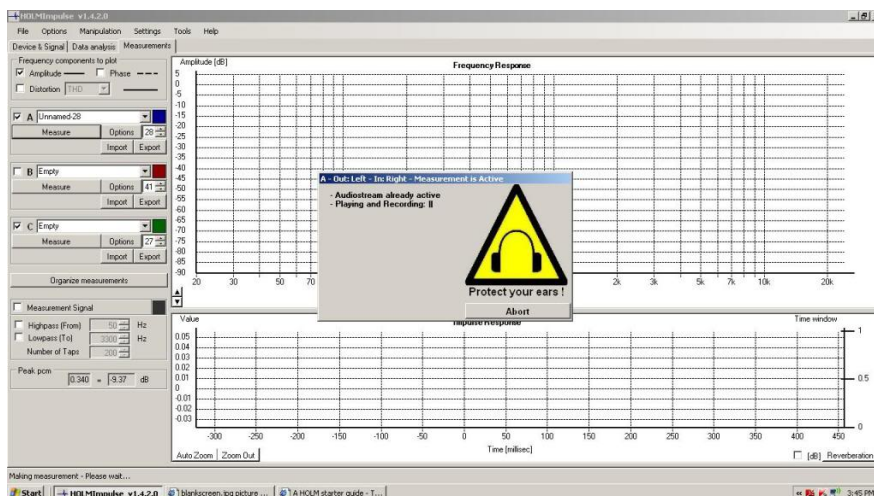 HOLMImpulse v1.4.2.0
File Options Manipulation Settings Tools Help
Device & Signal Data analysis Measurements
Frequency components to plot
Amplitude Phase
Distortion THD
A Unnamed-28
Measure Options 28
Import Export
B Empty
Measure Options 41
Import Export
C Empty
Measure Options 27
Import Export
Organize measurements
Measurement Signal
Highpass (From) 50 Hz
Lowpass (To) 3300 Hz
Number of Taps 200
Peak pcm
0.340 = -9.37 dB
Amplitude [dB]
Frequency Response
5
0
-5
-10
-15
-20
-25
-30
-35
-40
-45
-50
-55
-60
-65
-70
-75
-80
-85
-90
20 30 50 70 2k 3k 5k 7k 10k 20k
A - Out: Left - In: Right - Measurement is Active
- Audiostream already active
- Playing and Recording: ||
Protect your ears !
Abort
Value
Impulse Response
Time window
0.05
0.04
0.03
0.02
0.01
0
-0.01
-0.02
-0.03
1
0.5
0
-300 -250 -200 -150 -100 -50 0 50 100 150 200 250 300 350 400 450
Time [millisec]
Auto Zoom Zoom Out
[dB] Reverberation
Making measurement - Please wait...
Start HOLMImpulse v1.4.2.0 blankscreen.jpg picture ... A HOLM starter guide - T... 3:45 PM